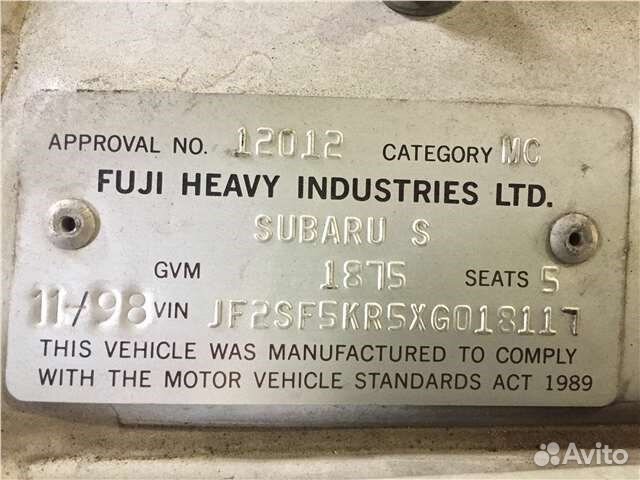 APPROVAL NO. 12012 CATEGORY MC
FUJI HEAVY INDUSTRIES LTD.
SUBARU S
GVM 1875 SEATS 5
11/98 VIN JF2SF5KR5XG018117
THIS VEHICLE WAS MANUFACTURED TO COMPLY
WITH THE MOTOR VEHICLE STANDARDS ACT 1989
Avito